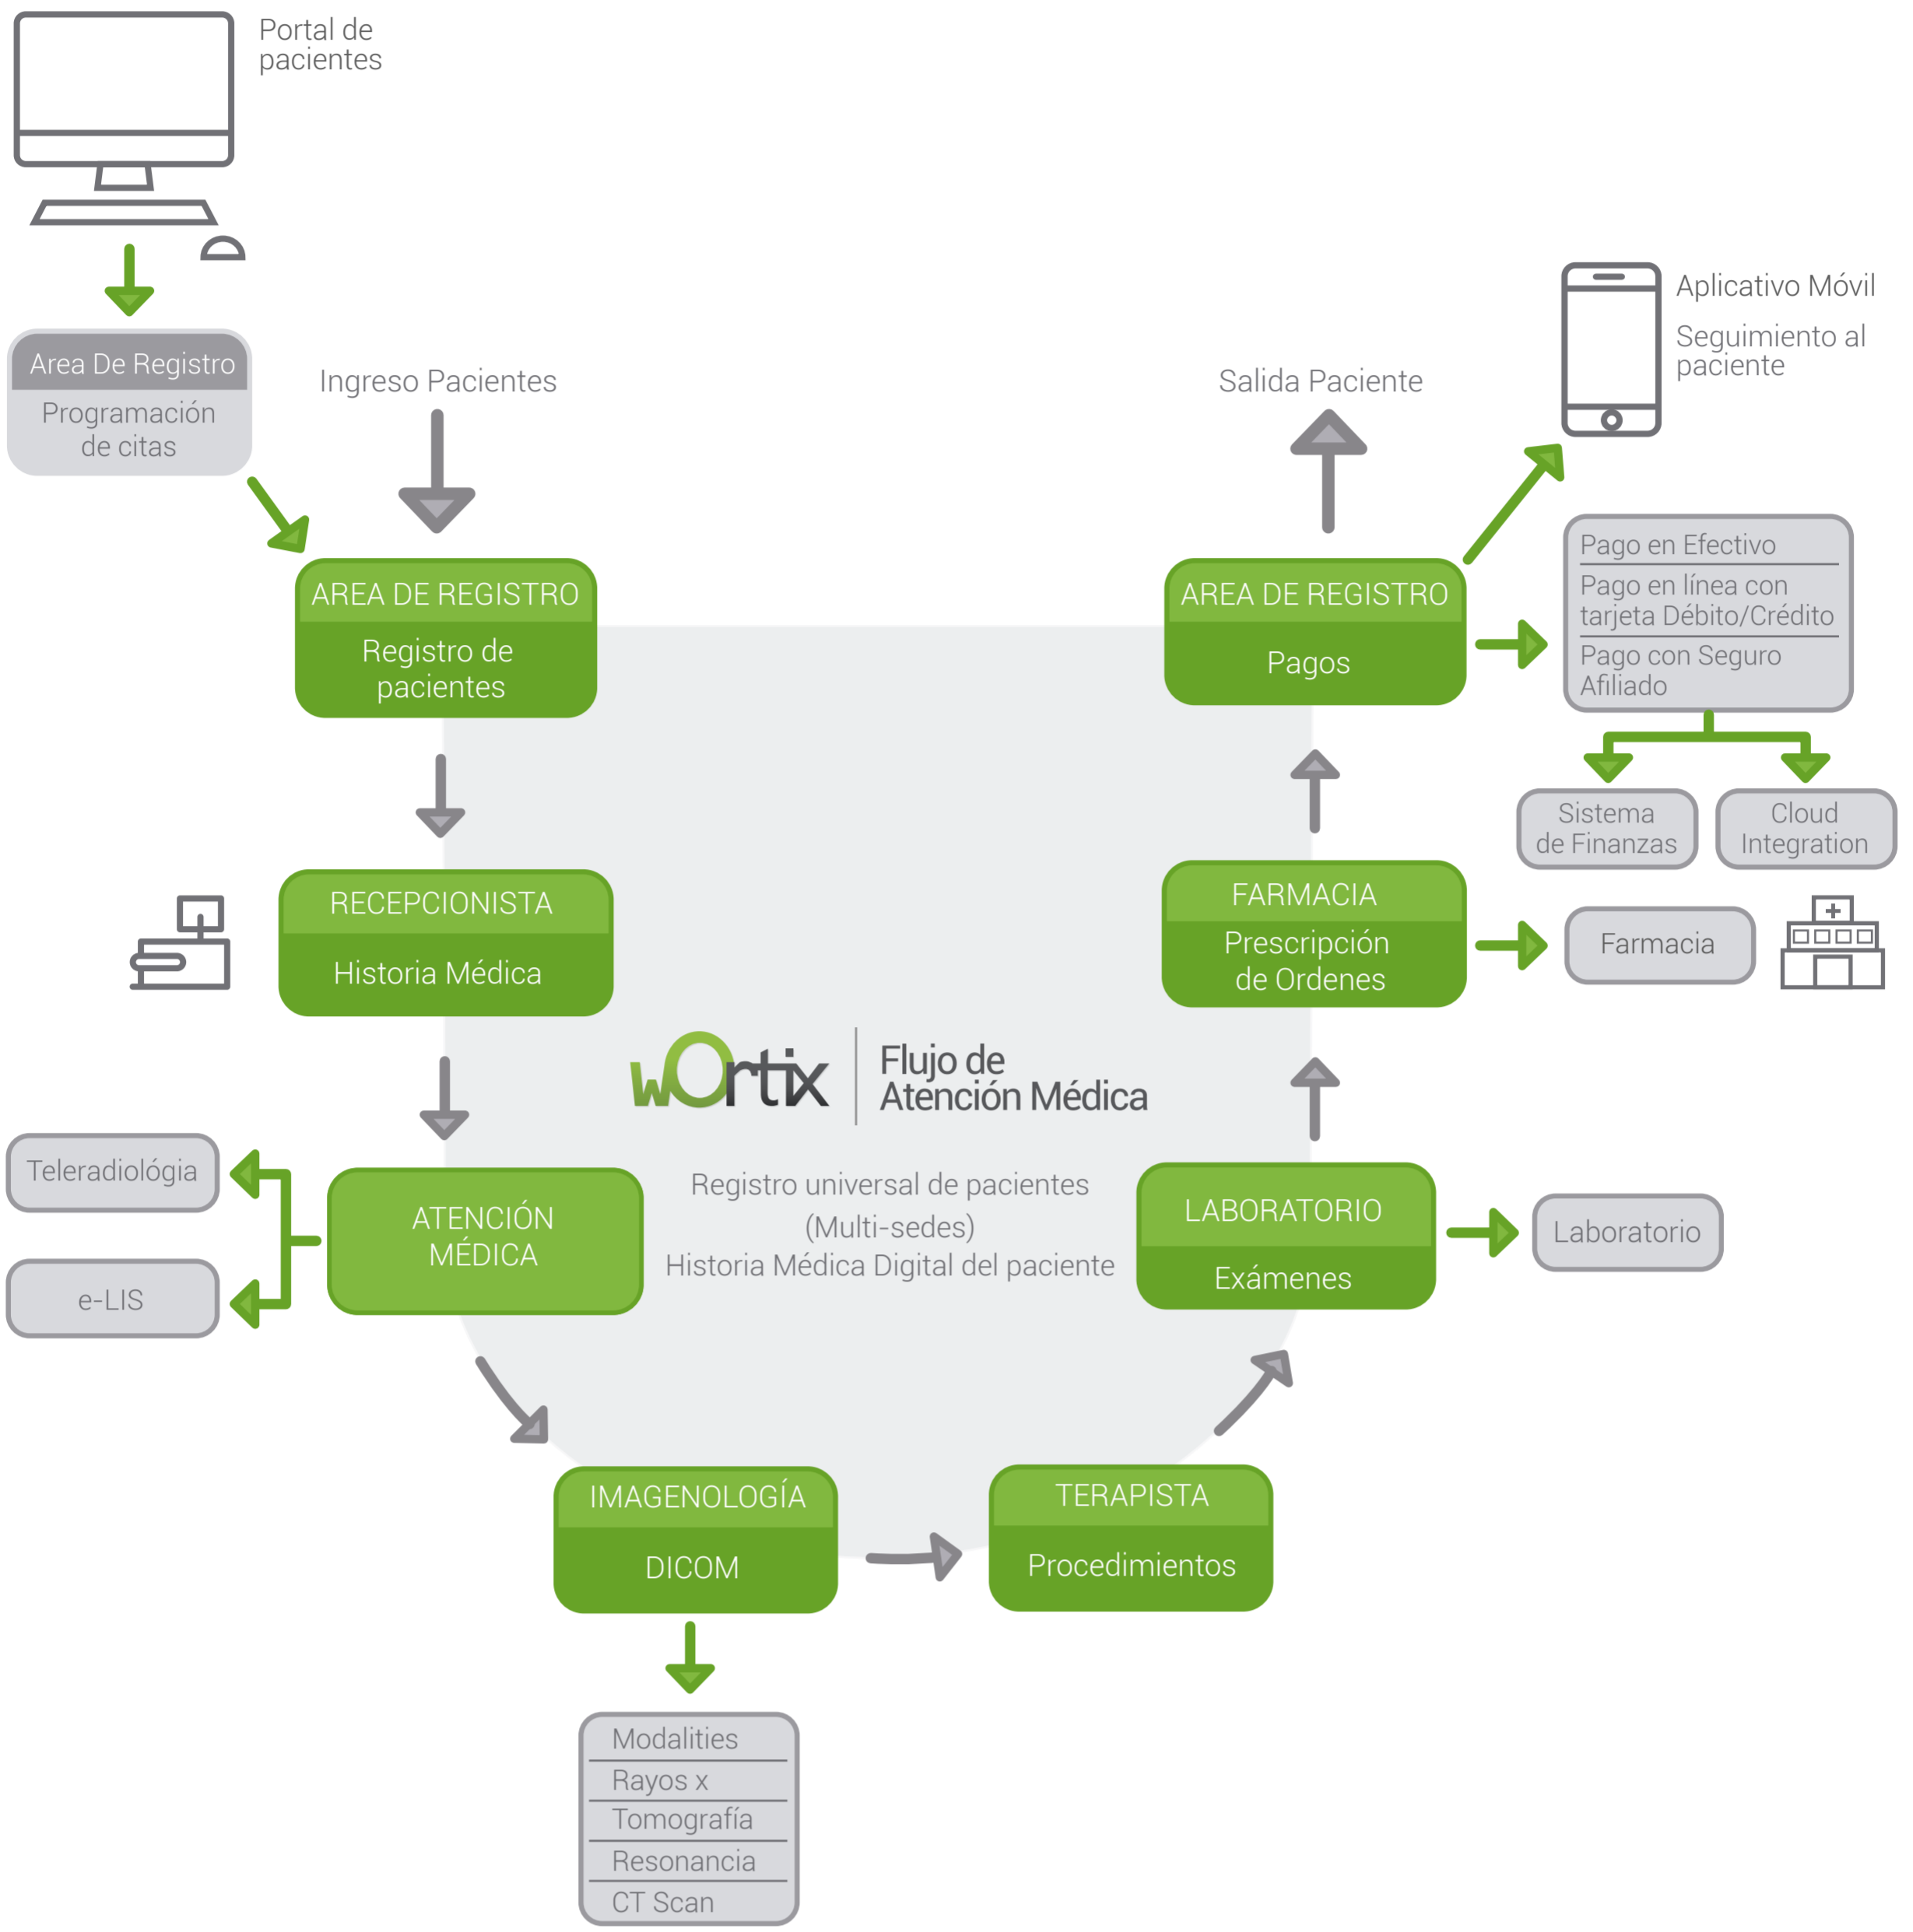 Portal de
pacientes
Area De Registro
Programación
de citas
Ingreso Pacientes
AREA DE REGISTRO
Registro de
pacientes
RECEPCIONISTA
Historia Médica
ATENCIÓN
MÉDICA
Teleradiológia
e-LIS
IMAGENOLOGÍA
DICOM
Modalities
Rayos x
Tomografía
Resonancia
CT Scan
TERAPISTA
Procedimientos
LABORATORIO
Exámenes
Laboratorio
FARMACIA
Prescripción
de Ordenes
Farmacia
AREA DE REGISTRO
Pagos
Salida Paciente
Aplicativo Móvil
Seguimiento al
paciente
Pago en Efectivo
Pago en línea con
tarjeta Débito/Crédito
Pago con Seguro
Afiliado
Sistema
de Finanzas
Cloud
Integration
wOrtix
Flujo de
Atención Médica
Registro universal de pacientes
(Multi-sedes)
Historia Médica Digital del paciente